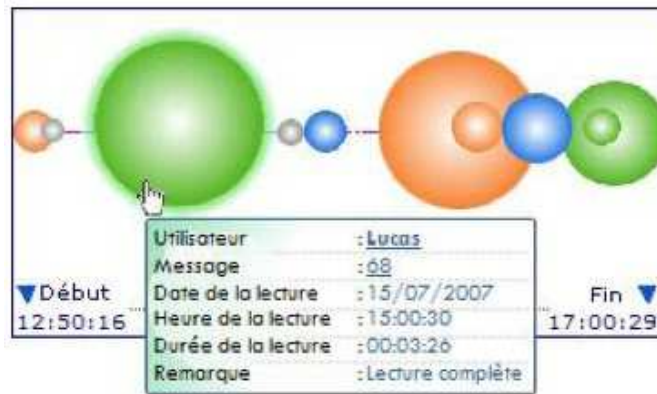 Utilisateur : Lucas
Message : 68
Date de la lecture : 15/07/2007
Heure de la lecture : 15:00:30
Durée de la lecture : 00:03:26
Remarque : Lecture complète
Début
12:50:16
Fin
17:00:29